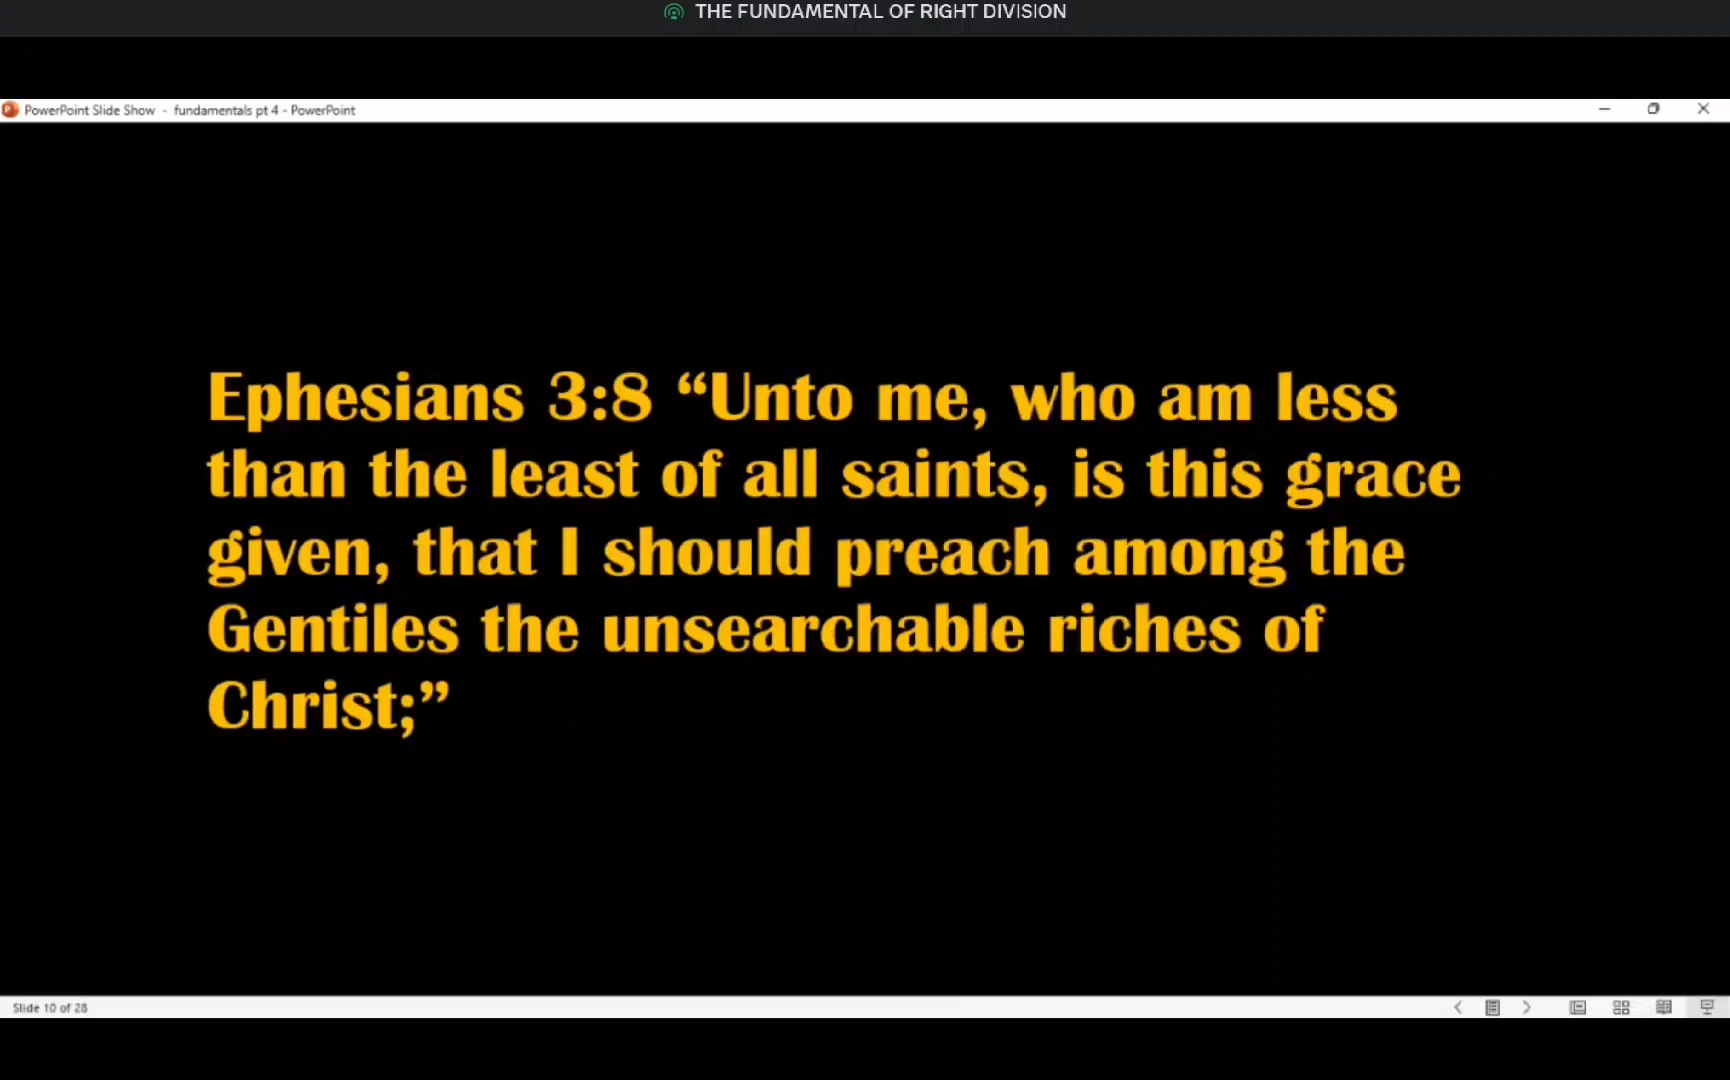 THE FUNDAMENTAL OF RIGHT DIVISION
PowerPoint Slide Show - fundamentals pt 4 - PowerPoint
Ephesians 3:8 “Unto me, who am less
than the least of all saints, is this grace
given, that I should preach among the
Gentiles the unsearchable riches of
Christ;”
Slide 10 of 28